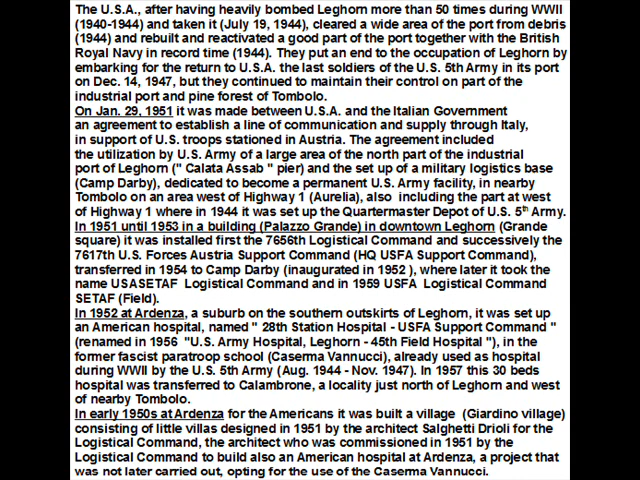 The U.S.A., after having heavily bombed Leghorn more than 50 times during WWII
(1940-1944) and taken it (July 19, 1944), cleared a wide area of the port from debris
(1944) and rebuilt and reactivated a good part of the port together with the British
Royal Navy in record time (1944). They put an end to the occupation of Leghorn by
embarking for the return to U.S.A. the last soldiers of the U.S. 5th Army in its port
on Dec. 14, 1947, but they continued to maintain their control on part of the
industrial port and pine forest of Tombolo.
On Jan. 29, 1951 it was made between U.S.A. and the Italian Government
an agreement to establish a line of communication and supply through Italy,
in support of U.S. troops stationed in Austria. The agreement included
the utilization by U.S. Army of a large area of the north part of the industrial
port of Leghorn (" Calata Assab " pier) and the set up of a military logistics base
(Camp Darby), dedicated to become a permanent U.S. Army facility, in nearby
Tombolo on an area west of Highway 1 (Aurelia), also including the part at west
of Highway 1 where in 1944 it was set up the Quartermaster Depot of U.S. 5th Army.
In 1951 until 1953 in a building (Palazzo Grande) in downtown Leghorn (Grande
square) it was installed first the 7656th Logistical Command and successively the
7617th U.S. Forces Austria Support Command (HQ USFA Support Command),
transferred in 1954 to Camp Darby (inaugurated in 1952 ), where later it took the
name USASETAF Logistical Command and in 1959 USFA Logistical Command
SETAF (Field).
In 1952 at Ardenza, a suburb on the southern outskirts of Leghorn, it was set up
an American hospital, named " 28th Station Hospital - USFA Support Command "
(renamed in 1956 "U.S. Army Hospital, Leghorn - 45th Field Hospital "), in the
former fascist paratroop school (Caserma Vannucci), already used as hospital
during WWII by the U.S. 5th Army (Aug. 1944 - Nov. 1947). In 1957 this 30 beds
hospital was transferred to Calambrone, a locality just north of Leghorn and west
of nearby Tombolo.
In early 1950s at Ardenza for the Americans it was built a village (Giardino village)
consisting of little villas designed in 1951 by the architect Salghetti Drioli for the
Logistical Command, the architect who was commissioned in 1951 by the
Logistical Command to build also an American hospital at Ardenza, a project that
was not later carried out, opting for the use of the Caserma Vannucci.